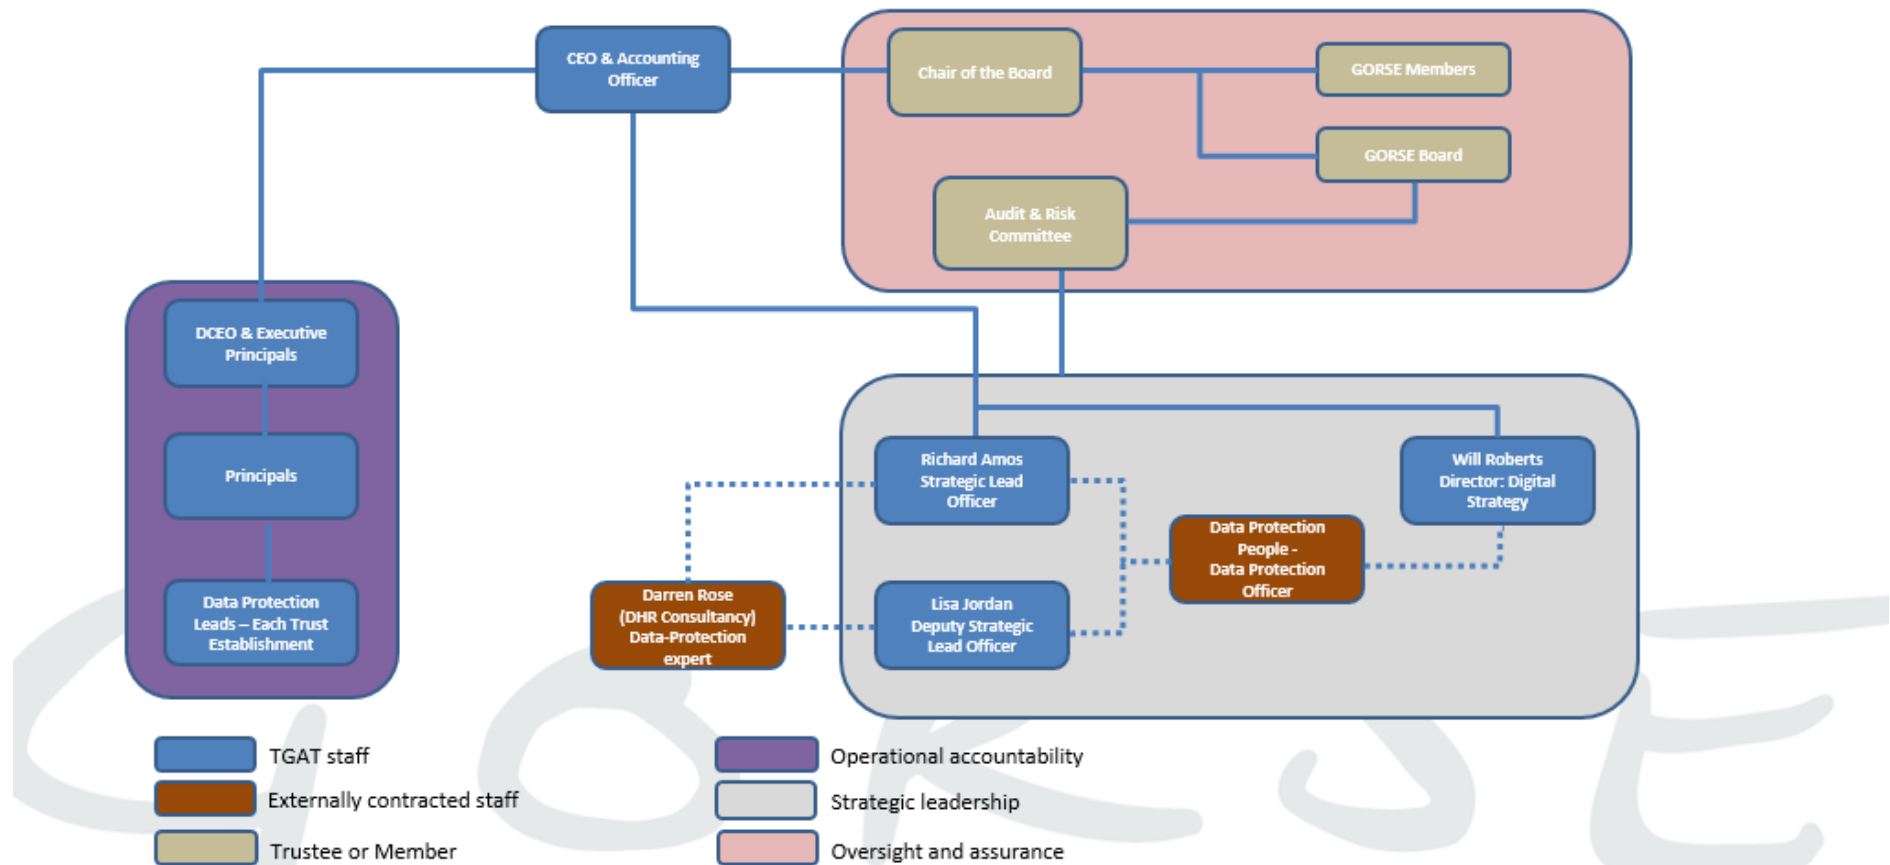 CEO & Accounting
Officer
Chair of the Board
GORSE Members
GORSE Board
Audit & Risk
Committee
DCEO & Executive
Principals
Principals
Data Protection
Leads – Each Trust
Establishment
Richard Amos
Strategic Lead
Officer
Will Roberts
Director: Digital
Strategy
Data Protection
People -
Data Protection
Officer
Darren Rose
(DHR Consultancy)
Data-Protection
expert
Lisa Jordan
Deputy Strategic
Lead Officer
TGAT staff
Externally contracted staff
Trustee or Member
Operational accountability
Strategic leadership
Oversight and assurance
GORSE